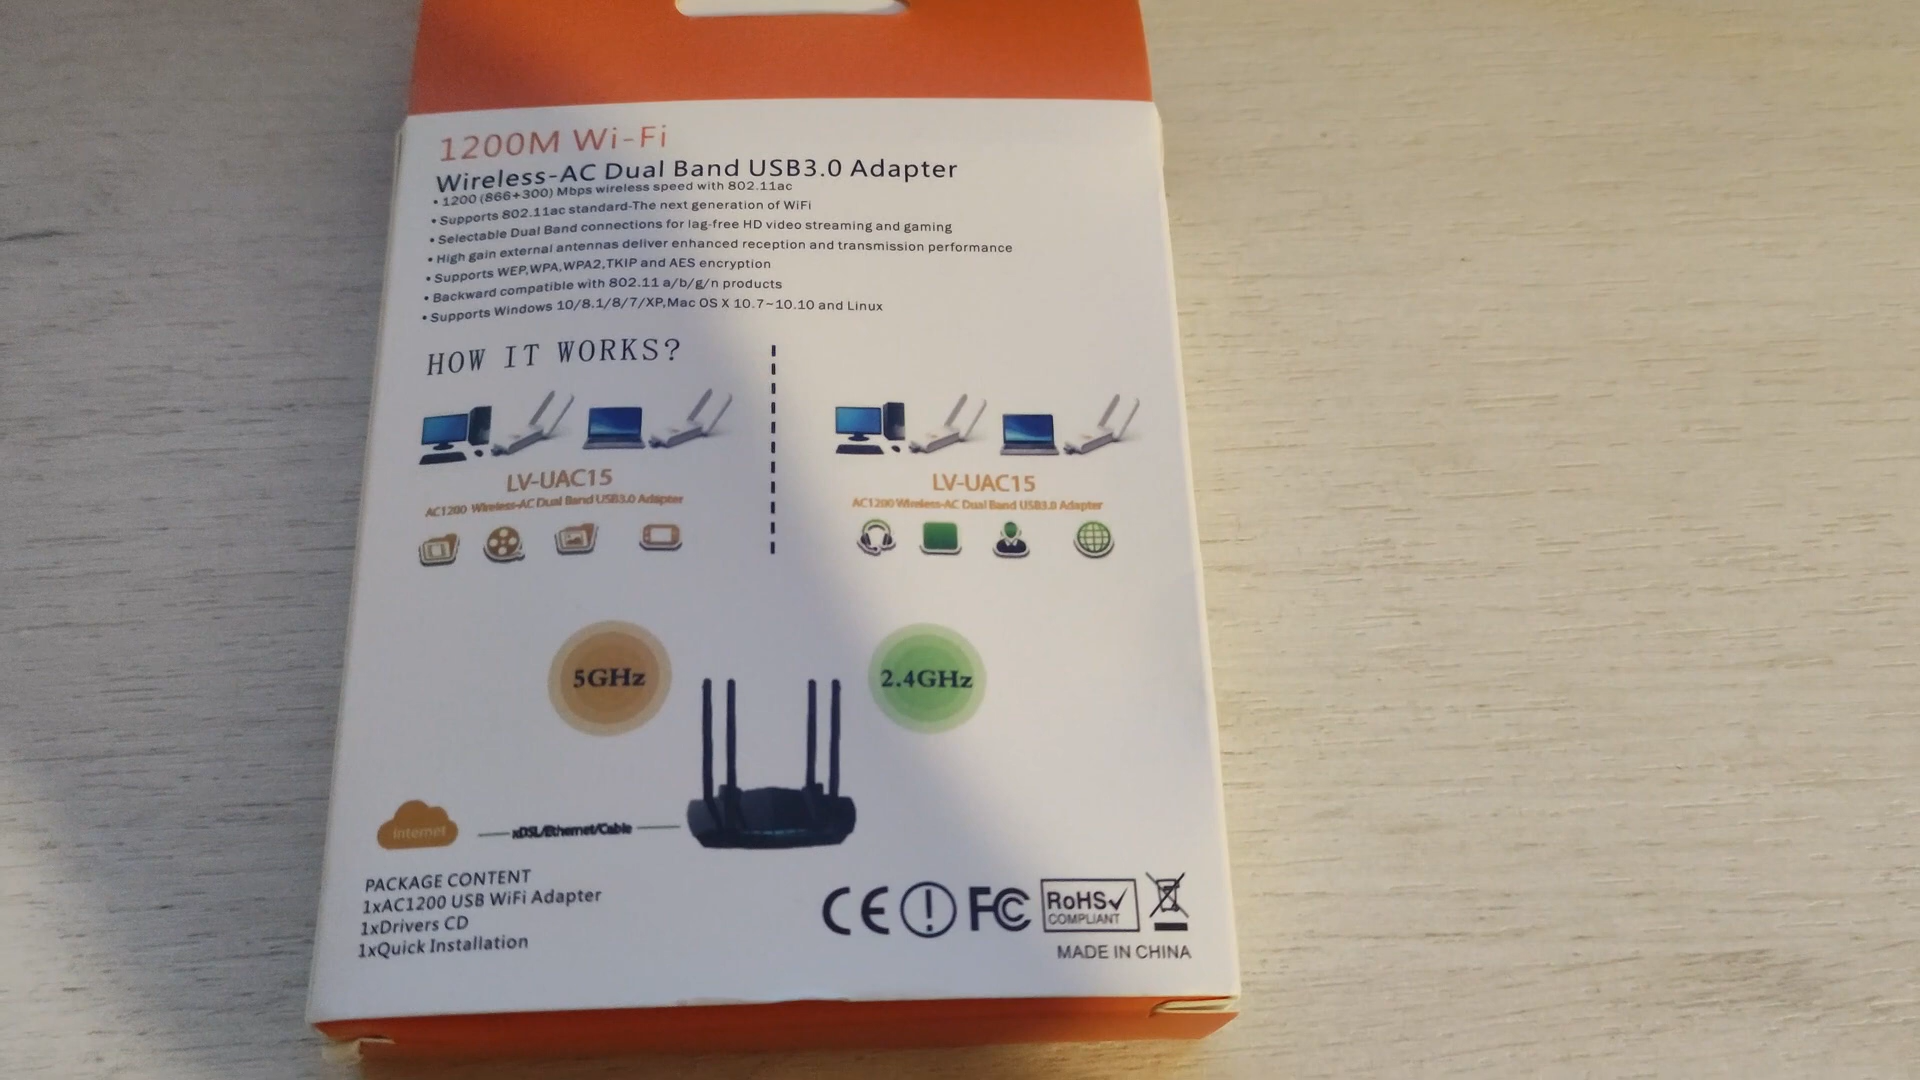 1200M Wi-Fi
Wireless-AC Dual Band USB3.0 Adapter
• 1200 (866+300) Mbps wireless speed with 802.11ac
• Supports 802.11ac standard-The next generation of WiFi
• Selectable Dual Band connections for lag-free HD video streaming and gaming
• High gain external antennas deliver enhanced reception and transmission performance
• Supports WEP,WPA,WPA2,TKIP and AES encryption
• Backward compatible with 802.11 a/b/g/n products
• Supports Windows 10/8.1/8/7/XP,Mac OS X 10.7~10.10 and Linux
HOW IT WORKS?
LV-UAC15
AC1200 Wireless-AC Dual Band USB3.0 Adapter
LV-UAC15
AC1200 Wireless-AC Dual Band USB3.0 Adapter
5GHz
2.4GHz
internet
xDSL/Ethernet/Cable
PACKAGE CONTENT
1xAC1200 USB WiFi Adapter
1xDrivers CD
1xQuick Installation
CE FC RoHS✓
COMPLIANT
MADE IN CHINA